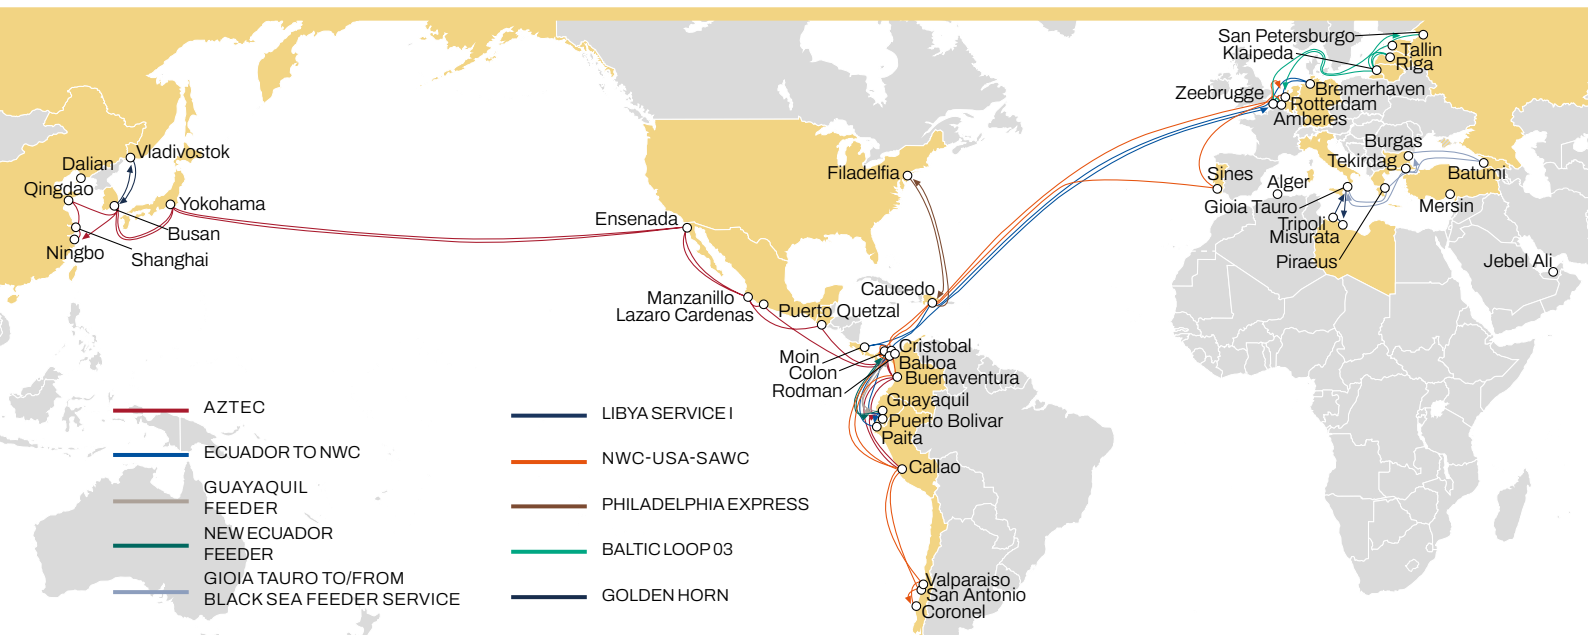 San Petersburgo
Klaipeda
Tallin
Riga
Zeebrugge
Bremerhaven
Rotterdam
Amberes
Burgas
Tekirdag
Batumi
Sines
Alger
Gioia Tauro
Mersin
Tripoli
Misurata
Piraeus
Jebel Ali
Dalian
Vladivostok
Qingdao
Yokohama
Busan
Ningbo
Shanghai
Filadelfia
Ensenada
Manzanillo
Lazaro Cardenas
Caucedo
Puerto Quetzal
Moin
Colon
Rodman
Cristobal
Balboa
Buenaventura
Guayaquil
Puerto Bolivar
Paita
Callao
Valparaiso
San Antonio
Coronel
AZTEC
ECUADOR TO NWC
GUAYAQUIL
FEEDER
NEW ECUADOR
FEEDER
GIOIA TAURO TO/FROM
BLACK SEA FEEDER SERVICE
LIBYA SERVICE I
NWC-USA-SAWC
PHILADELPHIA EXPRESS
BALTIC LOOP 03
GOLDEN HORN